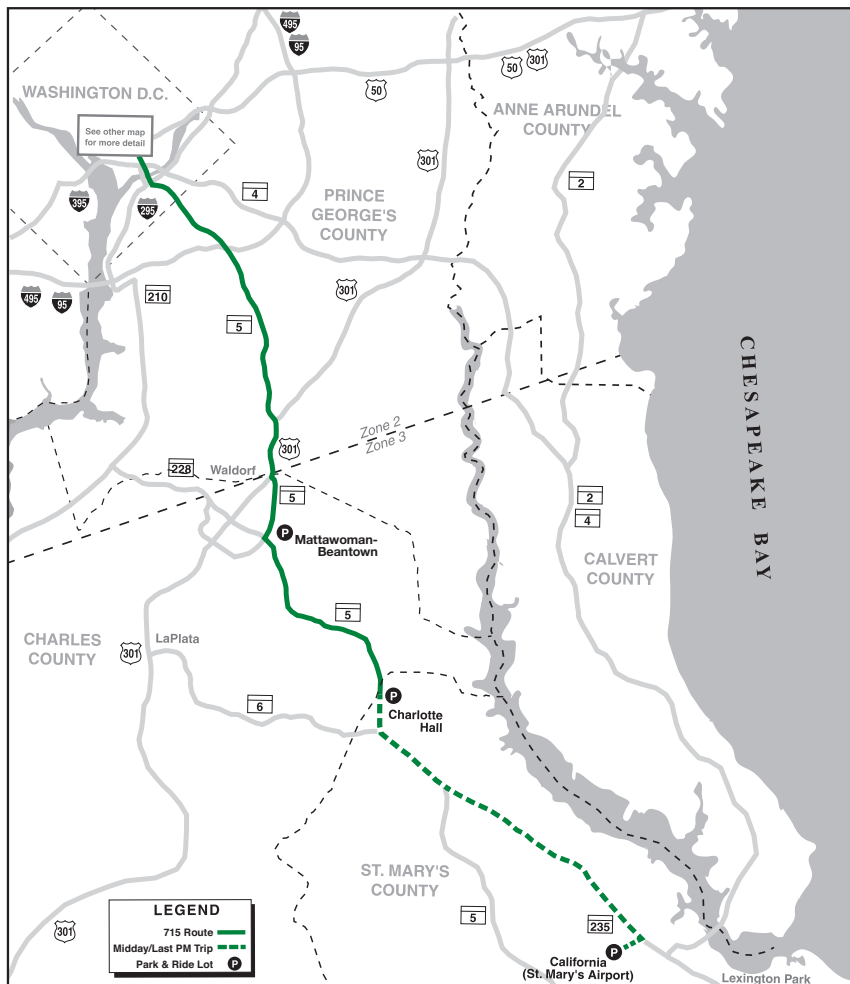 495
95
50
301
50
WASHINGTON D.C.
ANNE ARUNDEL
COUNTY
See other map
for more detail
301
2
4
395
295
PRINCE
GEORGE'S
COUNTY
495
95
210
301
5
CHESAPEAKE BAY
Zone 2
Zone 3
301
228
Waldorf
5
2
4
P
Mattawoman-
Beantown
CALVERT
COUNTY
5
CHARLES
COUNTY
301
LaPlata
6
P
Charlotte
Hall
ST. MARY'S
COUNTY
5
235
301
LEGEND
715 Route
Midday/Last PM Trip
Park & Ride Lot P
P
California
(St. Mary's Airport)
Lexington Park